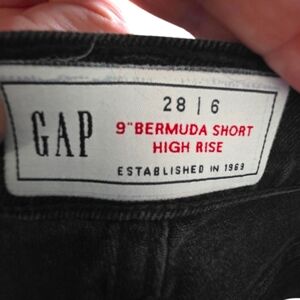 GAP
28 | 6
9" BERMUDA SHORT
HIGH RISE
ESTABLISHED IN 1969